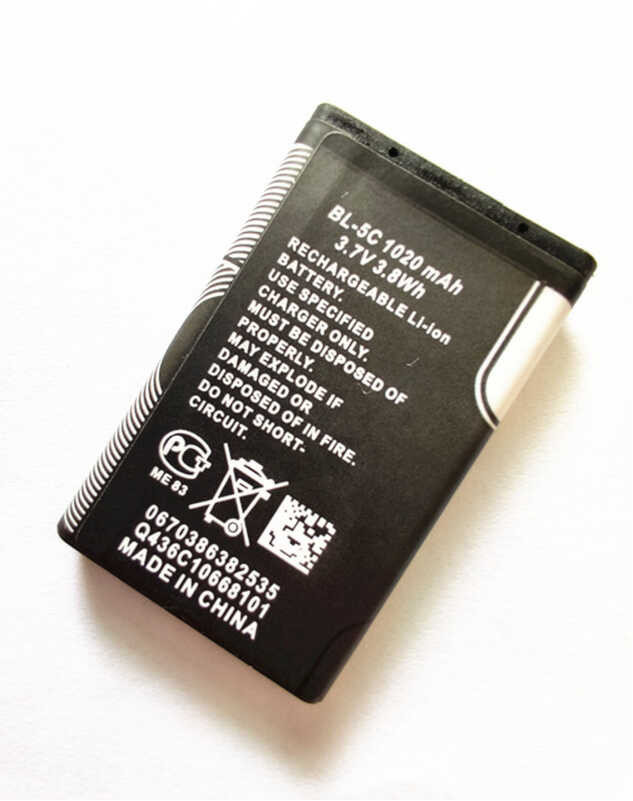 BL-5C 1020 mAh
3.7V 3.8Wh
RECHARGEABLE Li-Ion
BATTERY.
USE SPECIFIED
CHARGER ONLY.
MUST BE DISPOSED OF
PROPERLY.
MAY EXPLODE IF
DAMAGED OR
DISPOSED OF IN FIRE.
DO NOT SHORT-
CIRCUIT.
РСТ
ME 83
0670386382535
Q436C10668101
MADE IN CHINA